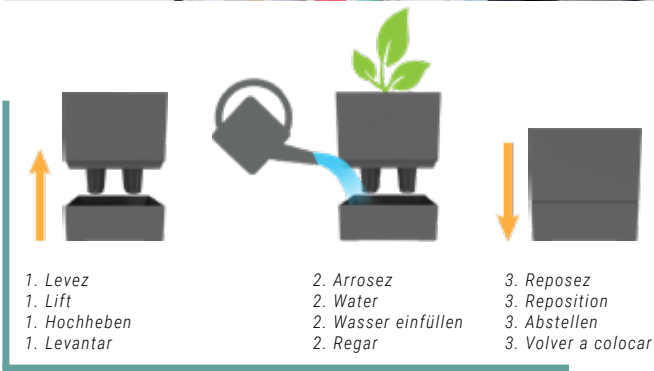 1. Levez
1. Lift
1. Hochheben
1. Levantar
2. Arrosez
2. Water
2. Wasser einfüllen
2. Regar
3. Reposez
3. Reposition
3. Abstellen
3. Volver a colocar